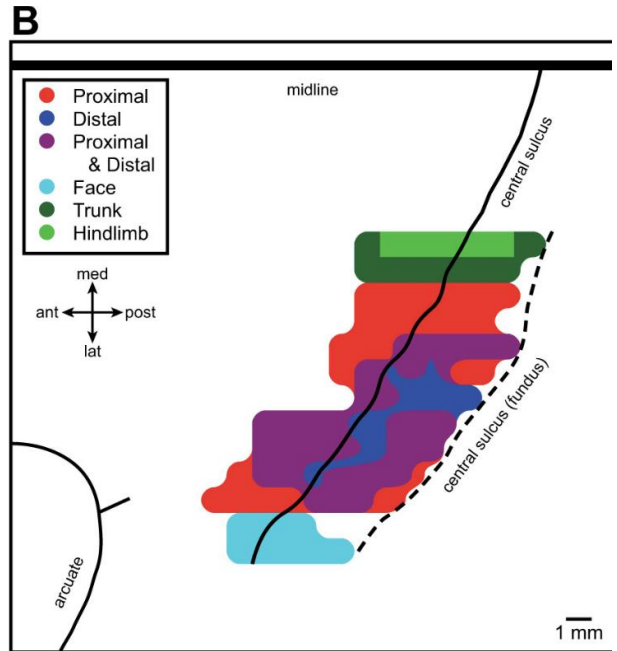 B
midline
Proximal
Distal
Proximal
& Distal
Face
Trunk
Hindlimb
central sulcus
med
ant
post
lat
central sulcus (fundus)
arcuate
1 mm